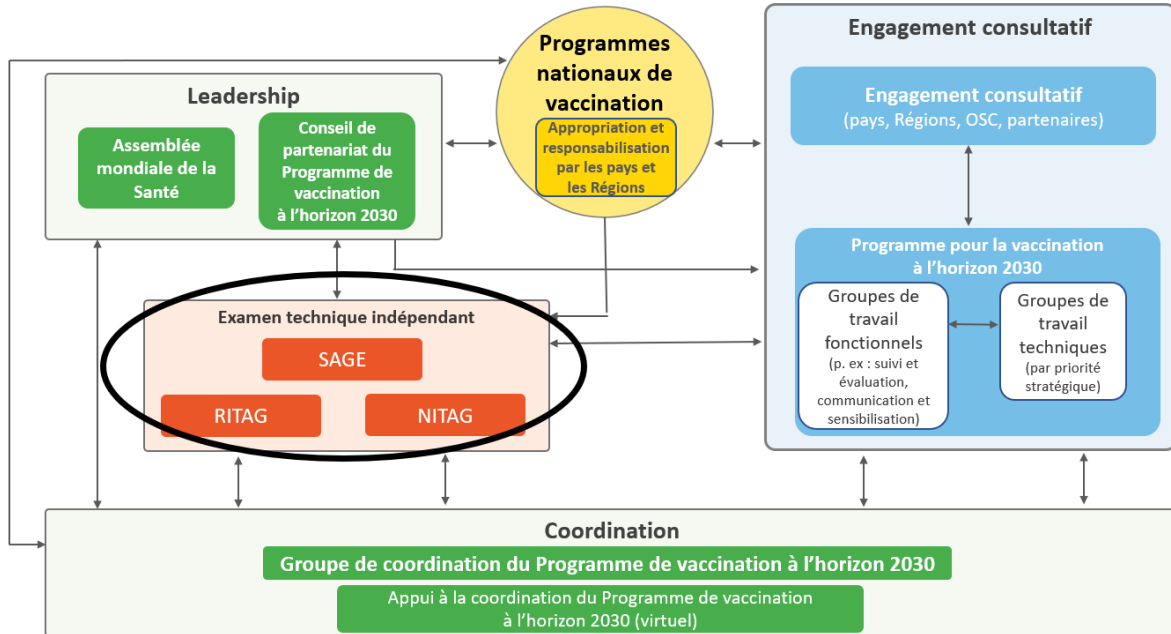 Programmes
nationaux de
vaccination
Appropriation et
responsabilisation
par les pays et
les Régions
Leadership
Assemblée
mondiale de la
Santé
Conseil de
partenariat du
Programme de
vaccination
à l’horizon 2030
Engagement consultatif
Engagement consultatif
(pays, Régions, OSC, partenaires)
Programme pour la vaccination
à l’horizon 2030
Groupes de
travail
fonctionnels
(p. ex : suivi et
évaluation,
communication et
sensibilisation)
Groupes de
travail
techniques
(par priorité
stratégique)
Examen technique indépendant
SAGE
RITAG
NITAG
Coordination
Groupe de coordination du Programme de vaccination à l’horizon 2030
Appui à la coordination du Programme de vaccination
à l’horizon 2030 (virtuel)